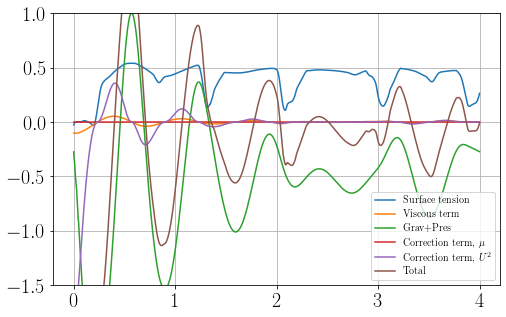 1.0
0.5
0.0
−0.5
−1.0
−1.5
0 1 2 3 4
Surface tension
Viscous term
Grav+Pres
Correction term, μ
Correction term, U²
Total